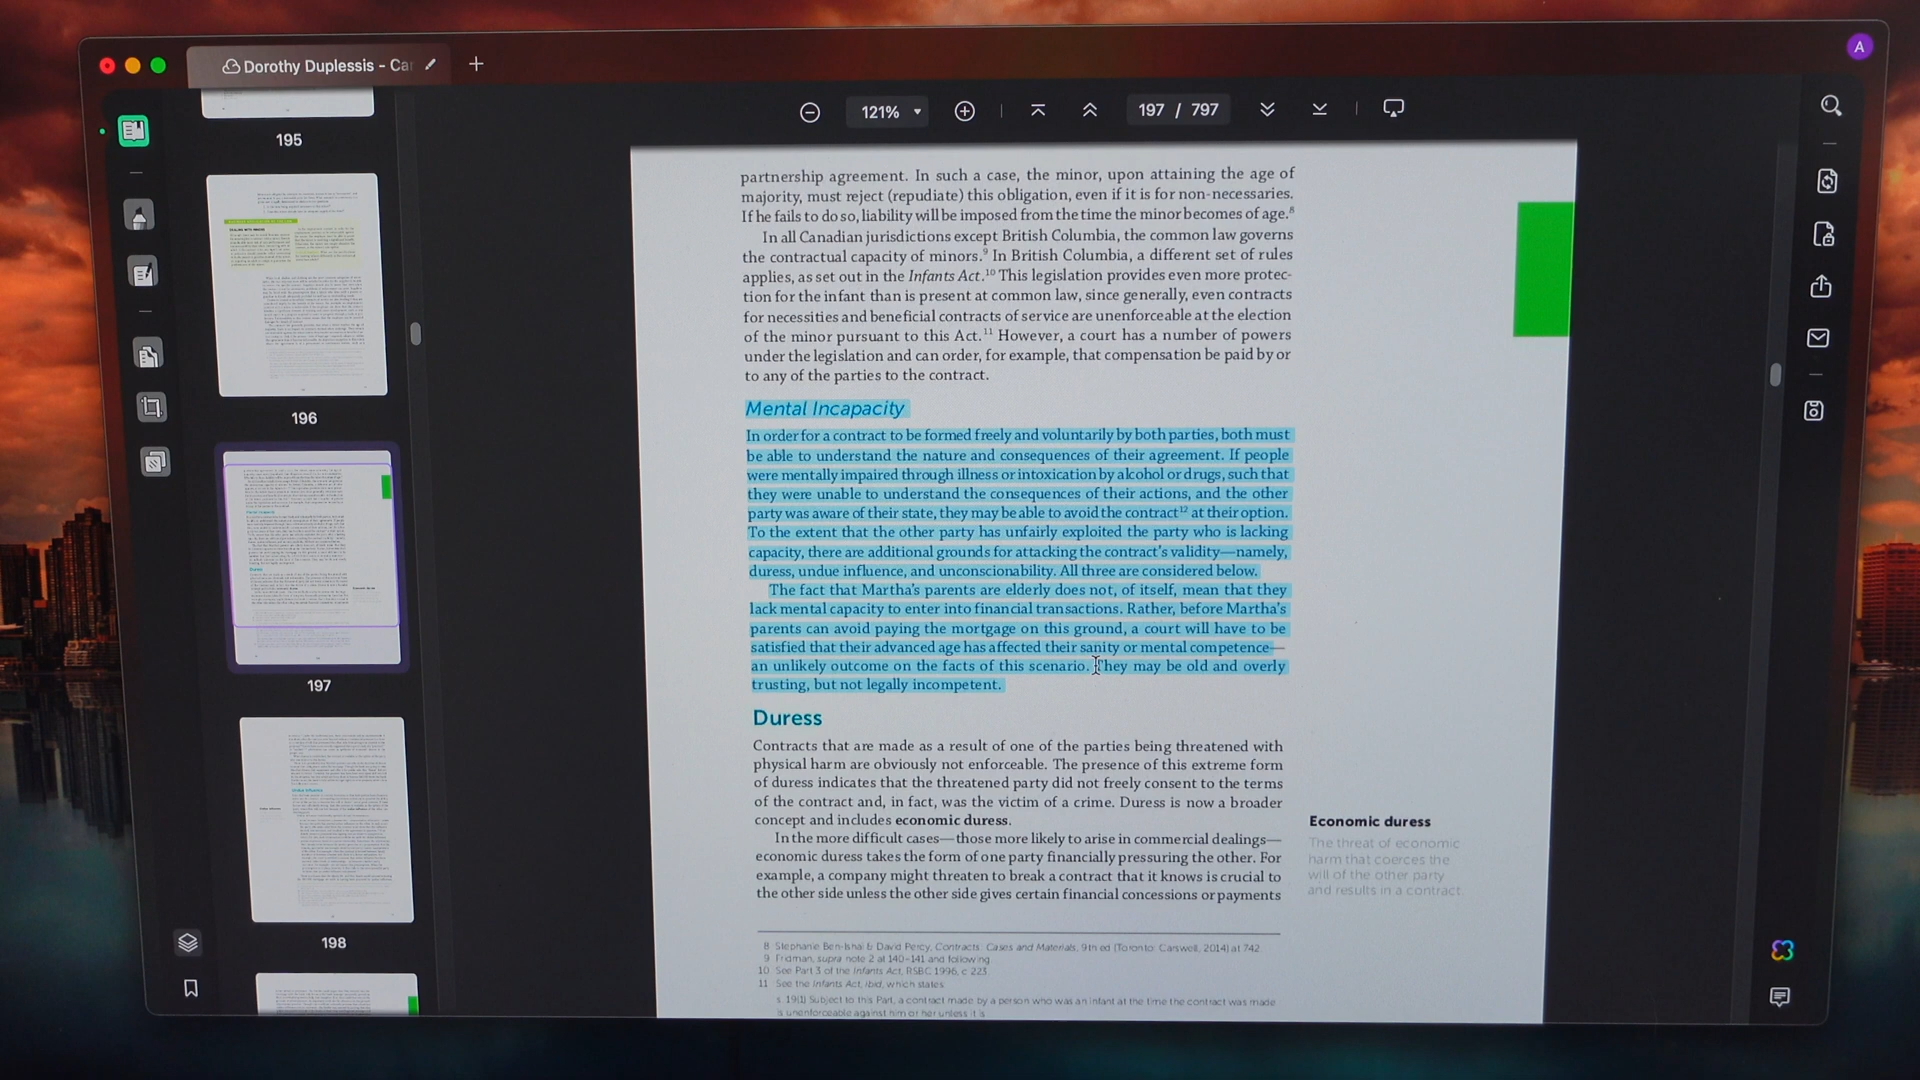 Dorothy Duplessis - Car
A
121%
197 / 797
195
196
197
198
partnership agreement. In such a case, the minor, upon attaining the age of
majority, must reject (repudiate) this obligation, even if it is for non-necessaries.
If he fails to do so, liability will be imposed from the time the minor becomes of age.8
In all Canadian jurisdictions except British Columbia, the common law governs
the contractual capacity of minors.9 In British Columbia, a different set of rules
applies, as set out in the Infants Act.10 This legislation provides even more protec-
tion for the infant than is present at common law, since generally, even contracts
for necessities and beneficial contracts of service are unenforceable at the election
of the minor pursuant to this Act.11 However, a court has a number of powers
under the legislation and can order, for example, that compensation be paid by or
to any of the parties to the contract.
Mental Incapacity
In order for a contract to be formed freely and voluntarily by both parties, both must
be able to understand the nature and consequences of their agreement. If people
were mentally impaired through illness or intoxication by alcohol or drugs, such that
they were unable to understand the consequences of their actions, and the other
party was aware of their state, they may be able to avoid the contract12 at their option.
To the extent that the other party has unfairly exploited the party who is lacking
capacity, there are additional grounds for attacking the contract's validity—namely,
duress, undue influence, and unconscionability. All three are considered below.
The fact that Martha's parents are elderly does not, of itself, mean that they
lack mental capacity to enter into financial transactions. Rather, before Martha's
parents can avoid paying the mortgage on this ground, a court will have to be
satisfied that their advanced age has affected their sanity or mental competence—
an unlikely outcome on the facts of this scenario. They may be old and overly
trusting, but not legally incompetent.
Duress
Contracts that are made as a result of one of the parties being threatened with
physical harm are obviously not enforceable. The presence of this extreme form
of duress indicates that the threatened party did not freely consent to the terms
of the contract and, in fact, was the victim of a crime. Duress is now a broader
concept and includes economic duress.
In the more difficult cases—those more likely to arise in commercial dealings—
economic duress takes the form of one party financially pressuring the other. For
example, a company might threaten to break a contract that it knows is crucial to
the other side unless the other side gives certain financial concessions or payments
Economic duress
The threat of economic
harm that coerces the
will of the other party
and results in a contract.
8 Stephanie Ben-Ishai & David Percy, Contracts: Cases and Materials, 9th ed (Toronto: Carswell, 2014) at 742.
9 Fridman, supra note 2 at 140–141 and following.
10 See Part 3 of the Infants Act, RSBC 1996, c 223.
11 See the Infants Act, ibid, which states:
s. 19(1) Subject to this Part, a contract made by a person who was an infant at the time the contract was made
is unenforceable against him or her unless it is